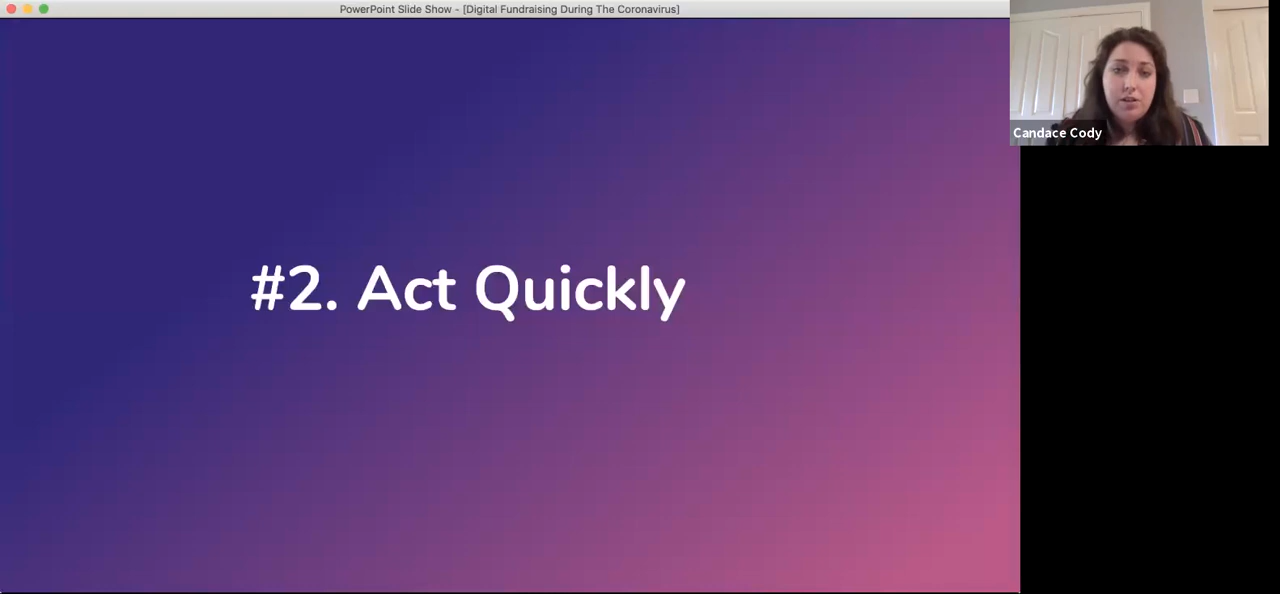 PowerPoint Slide Show - [Digital Fundraising During The Coronavirus]
Candace Cody
#2. Act Quickly